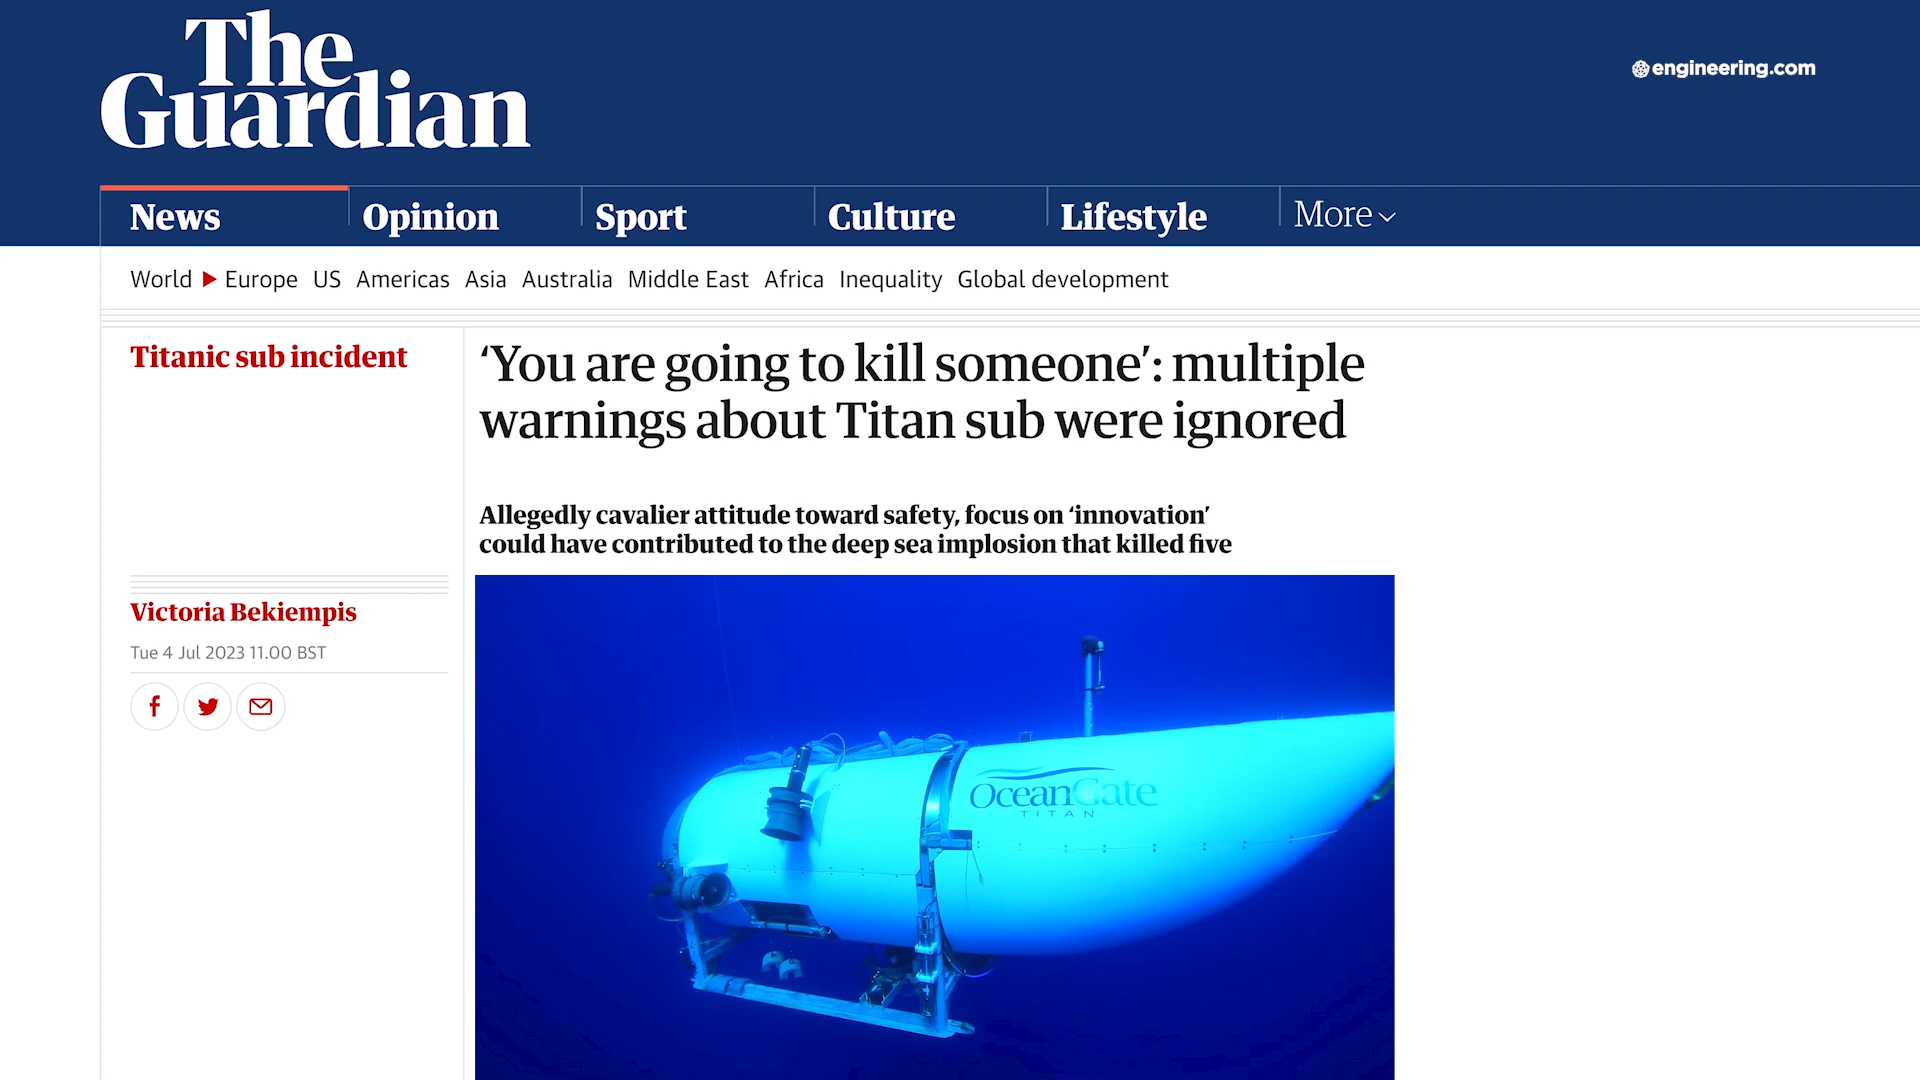 The
Guardian
engineering.com
News Opinion Sport Culture Lifestyle More
World Europe US Americas Asia Australia Middle East Africa Inequality Global development
Titanic sub incident
‘You are going to kill someone’: multiple
warnings about Titan sub were ignored
Allegedly cavalier attitude toward safety, focus on ‘innovation’
could have contributed to the deep sea implosion that killed five
Victoria Bekiempis
Tue 4 Jul 2023 11.00 BST
OceanGate
TITAN